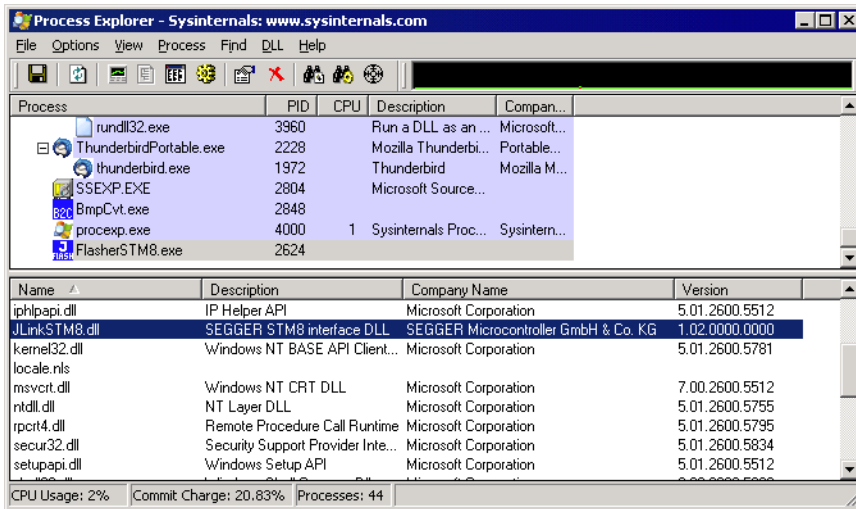 Process Explorer - Sysinternals: www.sysinternals.com
File Options View Process Find DLL Help
Process PID CPU Description Compan...
rundll32.exe 3960 Run a DLL as an ... Microsoft...
ThunderbirdPortable.exe 2228 Mozilla Thunderbi... Portable...
thunderbird.exe 1972 Thunderbird Mozilla M...
SSEXP.EXE 2804 Microsoft Source...
B2C BmpCvt.exe 2848
procexp.exe 4000 1 Sysinternals Proc... Sysintern...
J FLASH FlasherSTM8.exe 2624
Name Description Company Name Version
iphlpapi.dll IP Helper API Microsoft Corporation 5.01.2600.5512
JLinkSTM8.dll SEGGER STM8 interface DLL SEGGER Microcontroller GmbH & Co. KG 1.02.0000.0000
kernel32.dll Windows NT BASE API Client... Microsoft Corporation 5.01.2600.5781
locale.nls
msvcrt.dll Windows NT CRT DLL Microsoft Corporation 7.00.2600.5512
ntdll.dll NT Layer DLL Microsoft Corporation 5.01.2600.5755
rpcrt4.dll Remote Procedure Call Runtime Microsoft Corporation 5.01.2600.5795
secur32.dll Security Support Provider Inte... Microsoft Corporation 5.01.2600.5834
setupapi.dll Windows Setup API Microsoft Corporation 5.01.2600.5512
CPU Usage: 2% Commit Charge: 20.83% Processes: 44